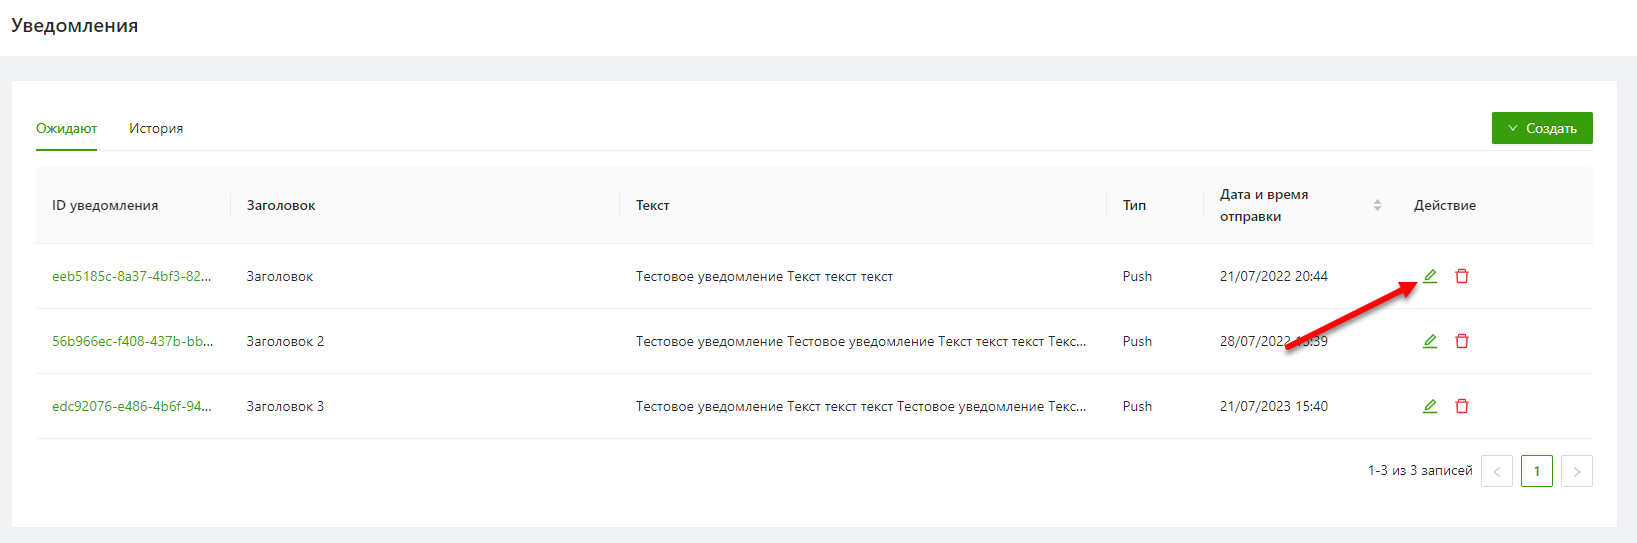 Уведомления
Ожидают История Создать
ID уведомления Заголовок Текст Тип Дата и время отправки Действие
eeb5185c-8a37-4bf3-82... Заголовок Тестовое уведомление Текст текст текст Push 21/07/2022 20:44
56b966ec-f408-437b-bb... Заголовок 2 Тестовое уведомление Тестовое уведомление Текст текст текст Текс... Push 28/07/2022
edc92076-e486-4b6f-94... Заголовок 3 Тестовое уведомление Текст текст текст Тестовое уведомление Текс... Push 21/07/2023 15:40
1-3 из 3 записей < 1 >